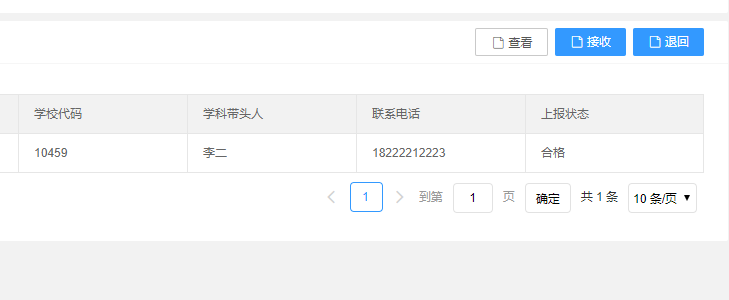 查看 接收 退回
学校代码 学科带头人 联系电话 上报状态
10459 李二 18222212223 合格
1 到第 1 页 确定 共 1 条 10 条/页